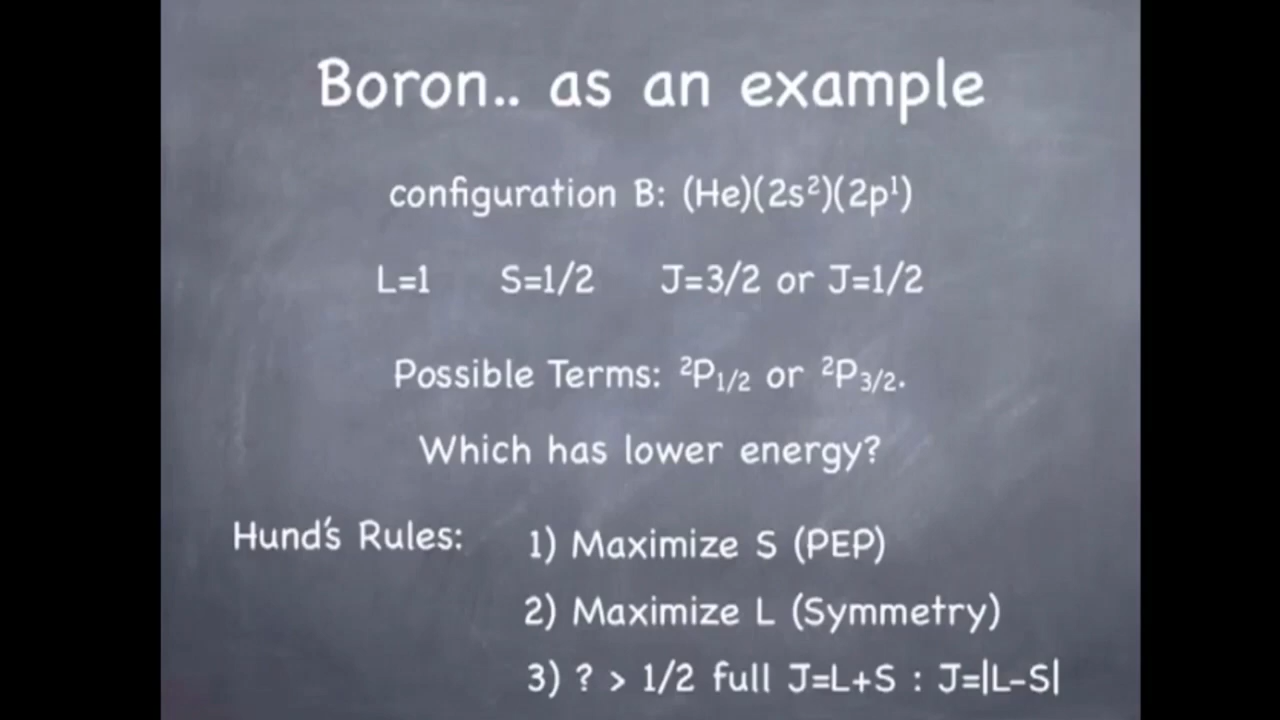 Boron.. as an example
configuration B: (He)(2s²)(2p¹)
L=1 S=1/2 J=3/2 or J=1/2
Possible Terms: ²P₁/₂ or ²P₃/₂.
Which has lower energy?
Hund's Rules: 1) Maximize S (PEP)
2) Maximize L (Symmetry)
3) ? > 1/2 full J=L+S : J=|L-S|